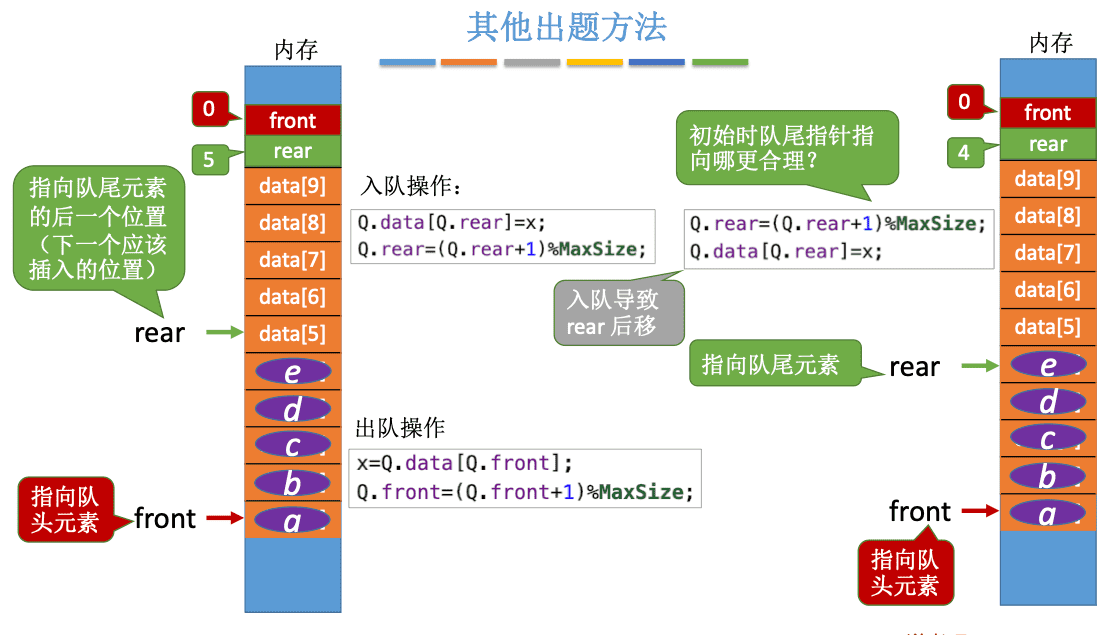 其他出题方法
内存
0
front
5
rear
data[9]
data[8]
data[7]
data[6]
data[5]
e
d
c
b
a
指向队尾元素
的后一个位置
（下一个应该
插入的位置）
rear
指向队
头元素
front
入队操作：
Q.data[Q.rear]=x;
Q.rear=(Q.rear+1)%MaxSize;
出队操作
x=Q.data[Q.front];
Q.front=(Q.front+1)%MaxSize;
初始时队尾指针指
向哪更合理？
Q.rear=(Q.rear+1)%MaxSize;
Q.data[Q.rear]=x;
入队导致
rear 后移
指向队尾元素
rear
front
指向队
头元素
内存
0
front
4
rear
data[9]
data[8]
data[7]
data[6]
data[5]
e
d
c
b
a